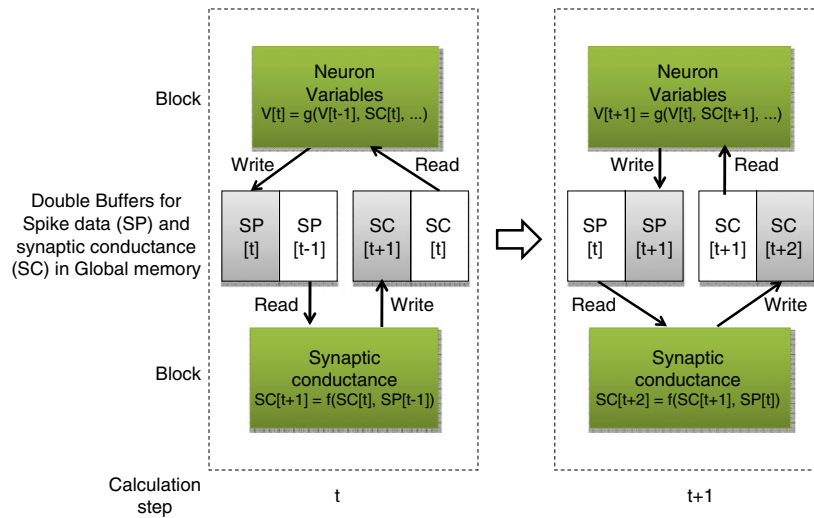 Block
Neuron
Variables
V[t] = g(V[t-1], SC[t], ...)
Write
Read
Double Buffers for
Spike data (SP) and
synaptic conductance
(SC) in Global memory
SP
[t]
SP
[t-1]
SC
[t+1]
SC
[t]
Read
Write
Block
Synaptic
conductance
SC[t+1] = f(SC[t], SP[t-1])
Neuron
Variables
V[t+1] = g(V[t], SC[t+1], ...)
Write
Read
SP
[t]
SP
[t+1]
SC
[t+1]
SC
[t+2]
Read
Write
Synaptic
conductance
SC[t+2] = f(SC[t+1], SP[t])
Calculation
step
t
t+1